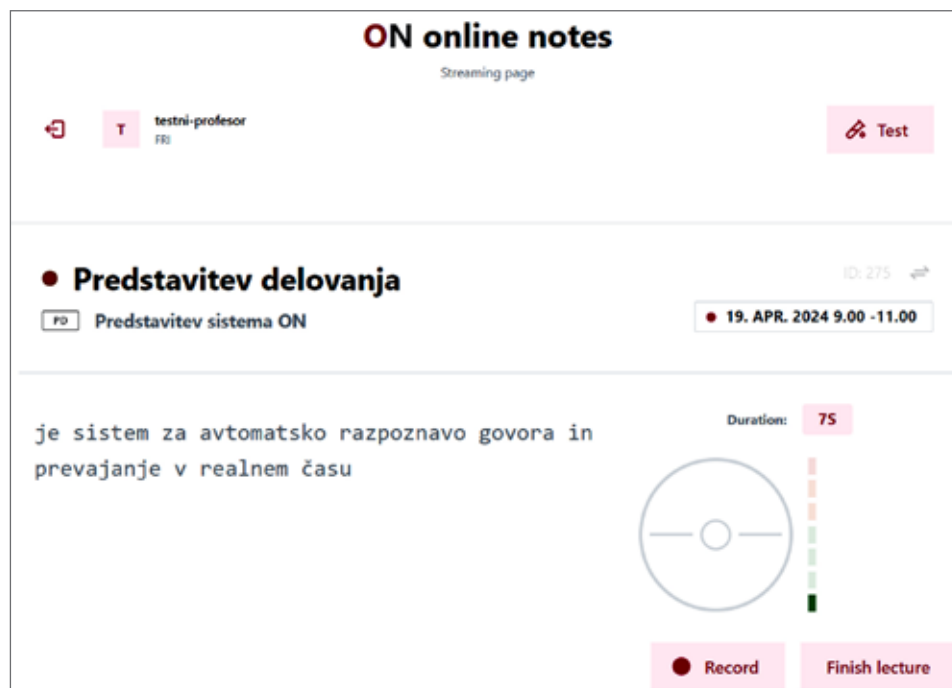 ON online notes
Streaming page
T
testni-profesor
FRI
Test
Predstavitev delovanja
ID: 275
PD Predstavitev sistema ON
19. APR. 2024 9.00 -11.00
je sistem za avtomatsko razpoznavo govora in
prevajanje v realnem času
Duration: 7S
Record
Finish lecture